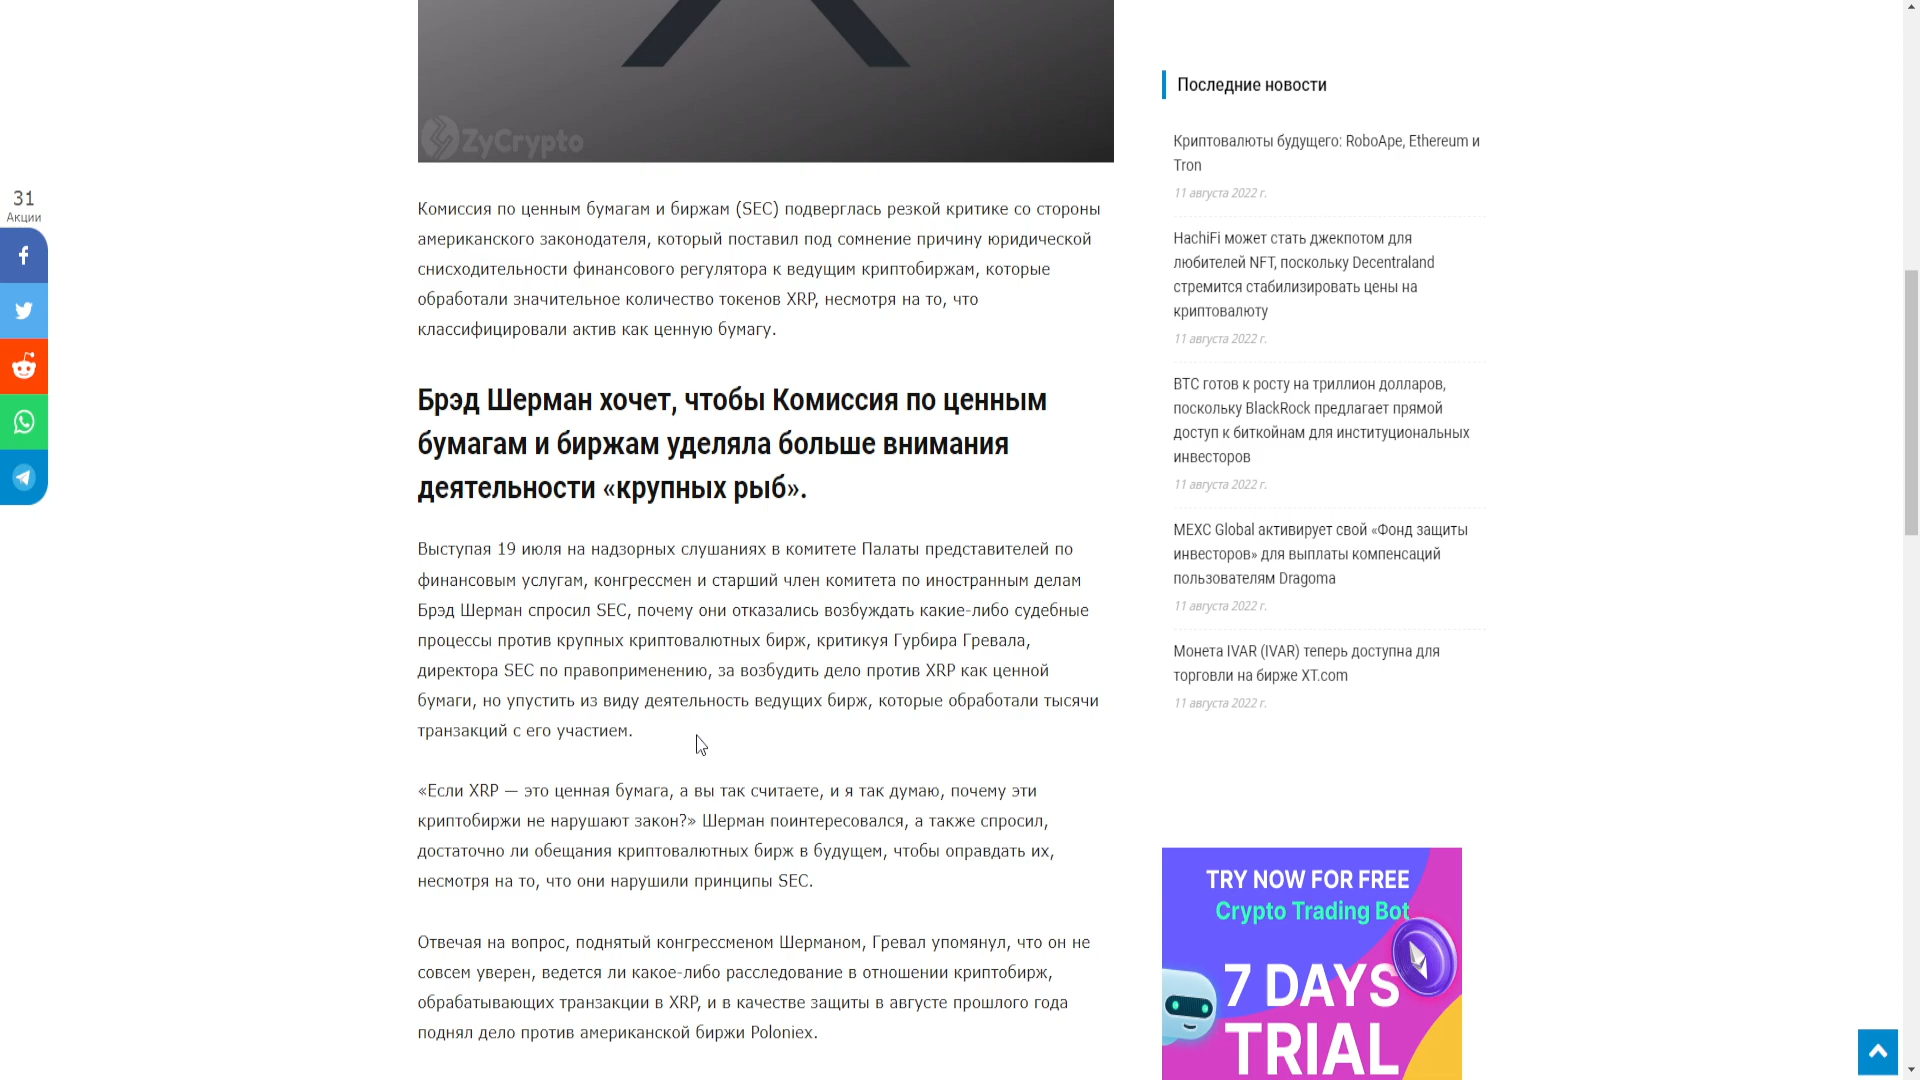 ZyCrypto
31
Акции
Комиссия по ценным бумагам и биржам (SEC) подверглась резкой критике со стороны
американского законодателя, который поставил под сомнение причину юридической
снисходительности финансового регулятора к ведущим криптобиржам, которые
обработали значительное количество токенов XRP, несмотря на то, что
классифицировали актив как ценную бумагу.
Брэд Шерман хочет, чтобы Комиссия по ценным
бумагам и биржам уделяла больше внимания
деятельности «крупных рыб».
Выступая 19 июля на надзорных слушаниях в комитете Палаты представителей по
финансовым услугам, конгрессмен и старший член комитета по иностранным делам
Брэд Шерман спросил SEC, почему они отказались возбуждать какие-либо судебные
процессы против крупных криптовалютных бирж, критикуя Гурбира Гревала,
директора SEC по правоприменению, за возбудить дело против XRP как ценной
бумаги, но упустить из виду деятельность ведущих бирж, которые обработали тысячи
транзакций с его участием.
«Если XRP — это ценная бумага, а вы так считаете, и я так думаю, почему эти
криптобиржи не нарушают закон?» Шерман поинтересовался, а также спросил,
достаточно ли обещания криптовалютных бирж в будущем, чтобы оправдать их,
несмотря на то, что они нарушили принципы SEC.
Отвечая на вопрос, поднятый конгрессменом Шерманом, Гревал упомянул, что он не
совсем уверен, ведется ли какое-либо расследование в отношении криптобирж,
обрабатывающих транзакции в XRP, и в качестве защиты в августе прошлого года
поднял дело против американской биржи Poloniex.
Последние новости
Криптовалюты будущего: RoboApe, Ethereum и
Tron
11 августа 2022 г.
HachiFi может стать джекпотом для
любителей NFT, поскольку Decentraland
стремится стабилизировать цены на
криптовалюту
11 августа 2022 г.
BTC готов к росту на триллион долларов,
поскольку BlackRock предлагает прямой
доступ к биткойнам для институциональных
инвесторов
11 августа 2022 г.
MEXC Global активирует свой «Фонд защиты
инвесторов» для выплаты компенсаций
пользователям Dragoma
11 августа 2022 г.
Монета IVAR (IVAR) теперь доступна для
торговли на бирже XT.com
11 августа 2022 г.
TRY NOW FOR FREE
Crypto Trading Bot
7 DAYS
TRIAL